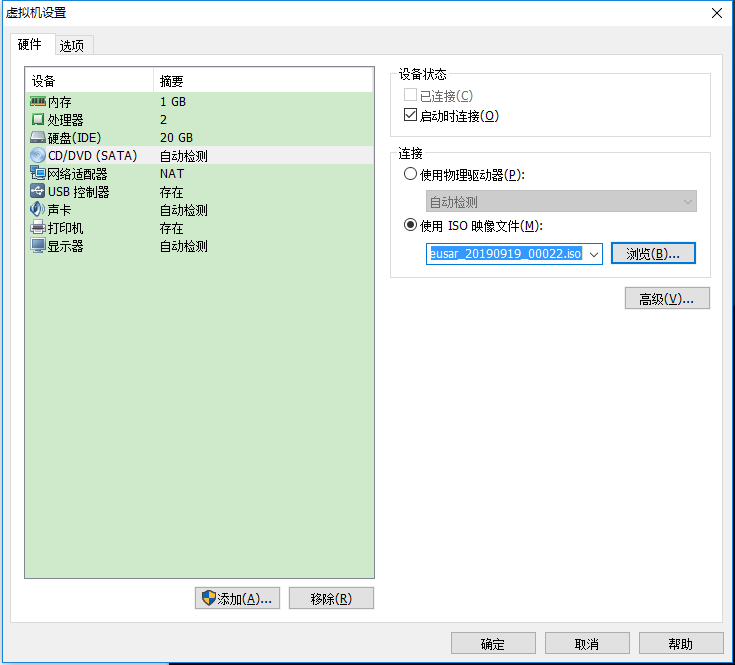 虚拟机设置
硬件 选项
设备 摘要
内存 1 GB
处理器 2
硬盘(IDE) 20 GB
CD/DVD (SATA) 自动检测
网络适配器 NAT
USB 控制器 存在
声卡 自动检测
打印机 存在
显示器 自动检测
添加(A)... 移除(R)
设备状态
已连接(C)
启动时连接(O)
连接
使用物理驱动器(P):
自动检测
使用 ISO 映像文件(M):
eusar_20190919_00022.iso 浏览(B)...
高级(V)...
确定 取消 帮助